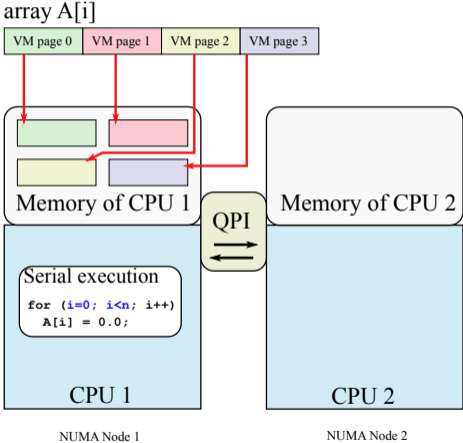 array A[i]
VM page 0 VM page 1 VM page 2 VM page 3
Memory of CPU 1
Memory of CPU 2
QPI
Serial execution
for (i=0; i<n; i++)
A[i] = 0.0;
CPU 1
CPU 2
NUMA Node 1
NUMA Node 2